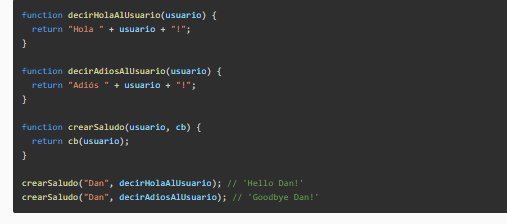 function decirHolaAlUsuario(usuario) {
return "Hola " + usuario + "!";
}
function decirAdiosAlUsuario(usuario) {
return "Adiós " + usuario + "!";
}
function crearSaludo(usuario, cb) {
return cb(usuario);
}
crearSaludo("Dan", decirHolaAlUsuario); // 'Hello Dan!'
crearSaludo("Dan", decirAdiosAlUsuario); // 'Goodbye Dan!'